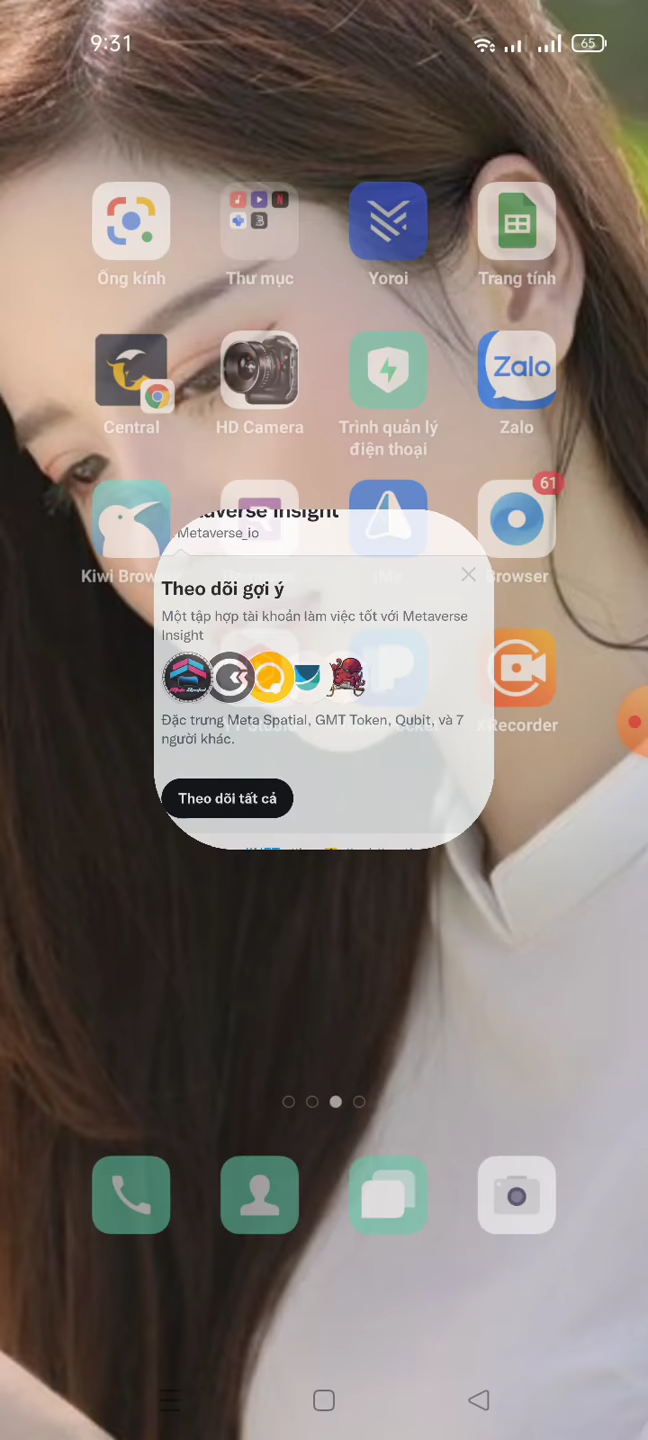 9:31
65
Ống kính
Thư mục
Yoroi
Trang tính
Central
HD Camera
Trình quản lý
điện thoại
Zalo
Zalo
61
Kiwi Brow
Browser
Insight
Metaverse_io
Theo dõi gợi ý
Một tập hợp tài khoản làm việc tốt với Metaverse
Insight
Đặc trưng Meta Spatial, GMT Token, Qubit, và 7
người khác.
XRecorder
Theo dõi tất cả